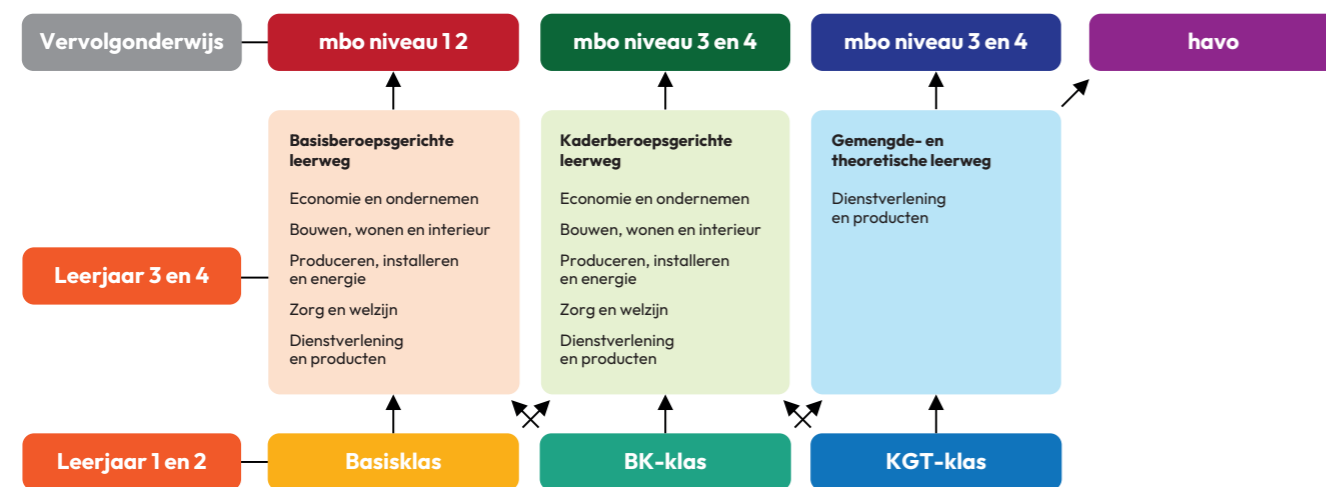 Vervolgonderwijs
mbo niveau 1 2
mbo niveau 3 en 4
mbo niveau 3 en 4
havo
Basisberoepsgerichte
leerweg
Economie en ondernemen
Bouwen, wonen en interieur
Produceren, installeren
en energie
Zorg en welzijn
Dienstverlening
en producten
Kaderberoepsgerichte
leerweg
Economie en ondernemen
Bouwen, wonen en interieur
Produceren, installeren
en energie
Zorg en welzijn
Dienstverlening
en producten
Gemengde- en
theoretische leerweg
Dienstverlening
en producten
Leerjaar 3 en 4
Leerjaar 1 en 2
Basisklas
BK-klas
KGT-klas